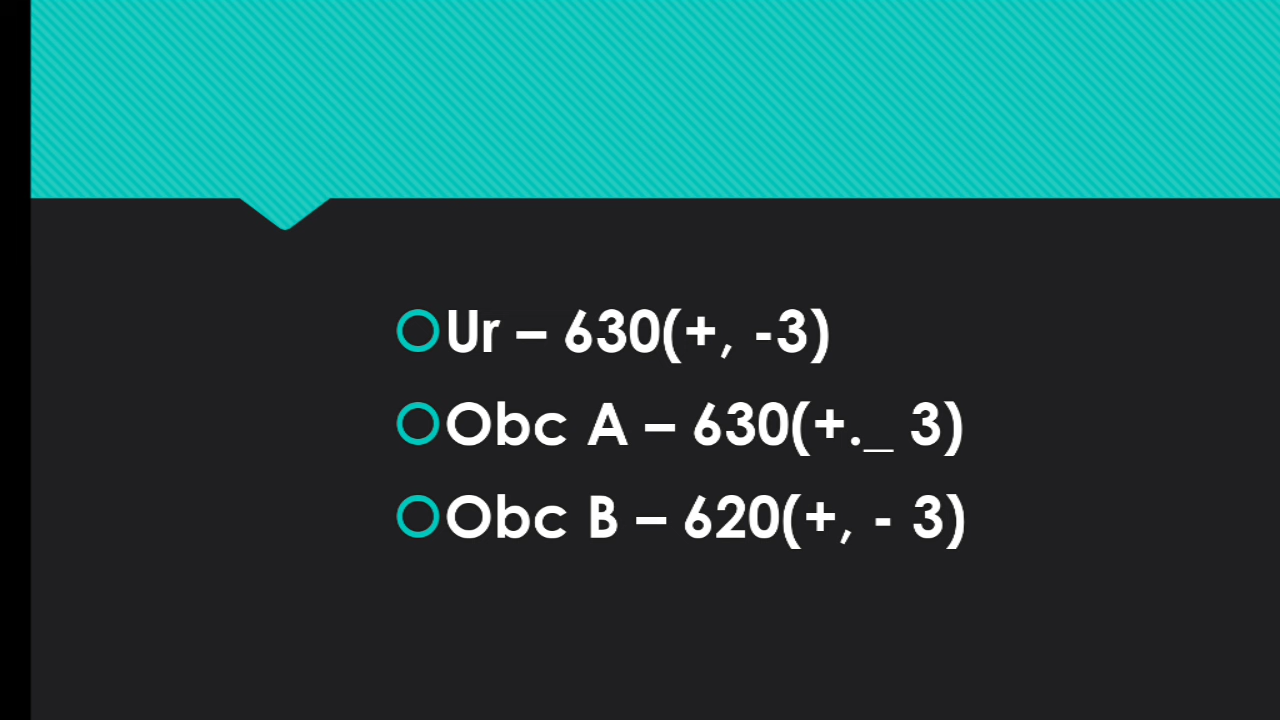 Ur – 630(+, -3)
Obc A – 630(+._ 3)
Obc B – 620(+, - 3)